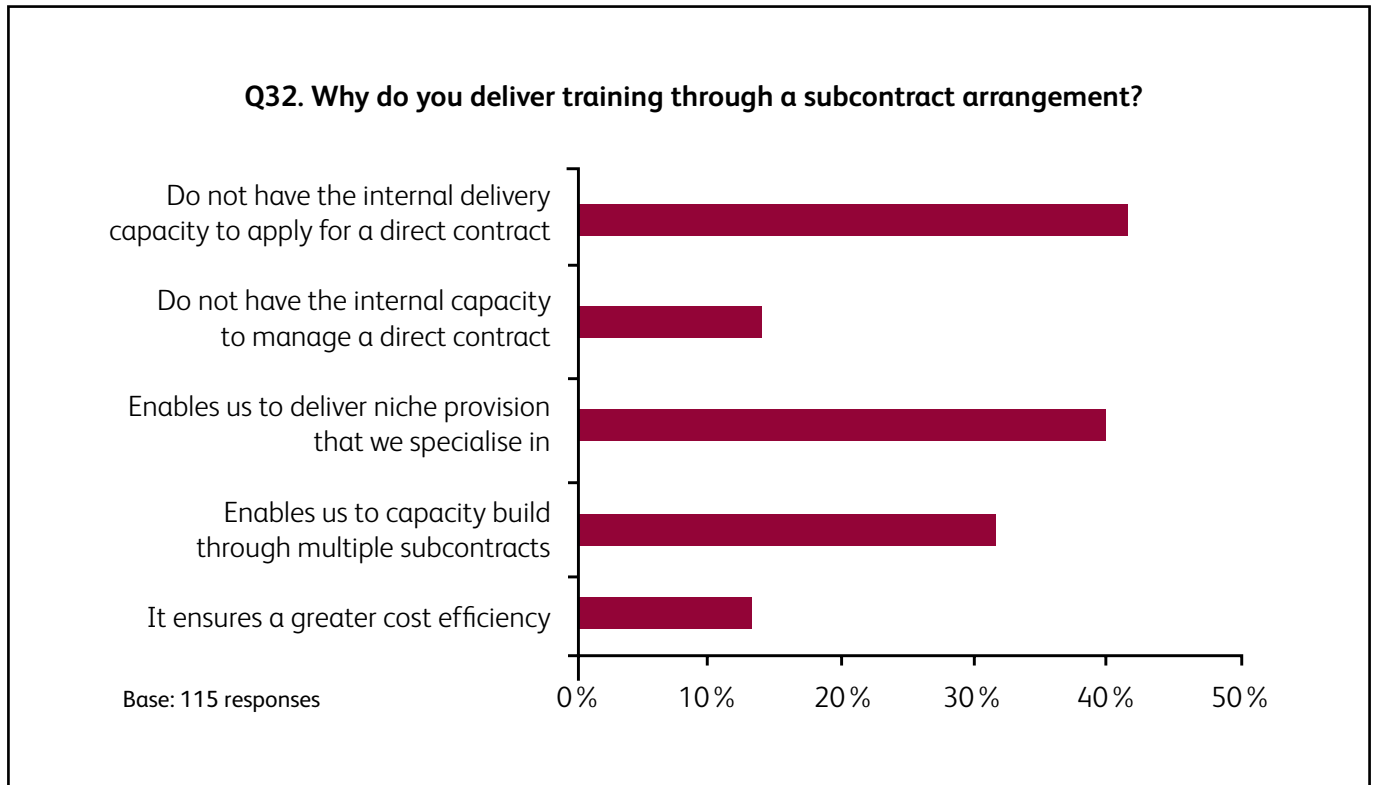 Q32. Why do you deliver training through a subcontract arrangement?
Do not have the internal delivery
capacity to apply for a direct contract
Do not have the internal capacity
to manage a direct contract
Enables us to deliver niche provision
that we specialise in
Enables us to capacity build
through multiple subcontracts
It ensures a greater cost efficiency
Base: 115 responses
0% 10% 20% 30% 40% 50%